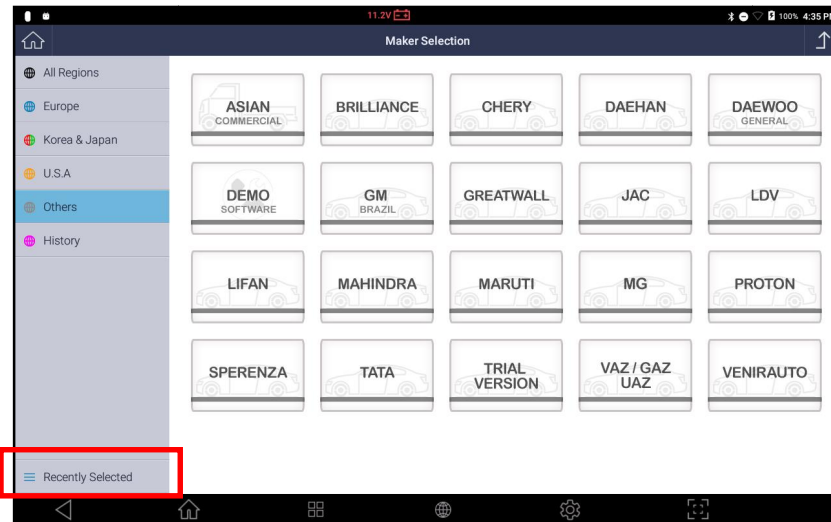 11.2V
100% 4:35 PM
Maker Selection
All Regions
Europe
Korea & Japan
U.S.A
Others
History
Recently Selected
ASIAN
COMMERCIAL
BRILLIANCE
CHERY
DAEHAN
DAEWOO
GENERAL
DEMO
SOFTWARE
GM
BRAZIL
GREATWALL
JAC
LDV
LIFAN
MAHINDRA
MARUTI
MG
PROTON
SPERENZA
TATA
TRIAL
VERSION
VAZ / GAZ
UAZ
VENIRAUTO